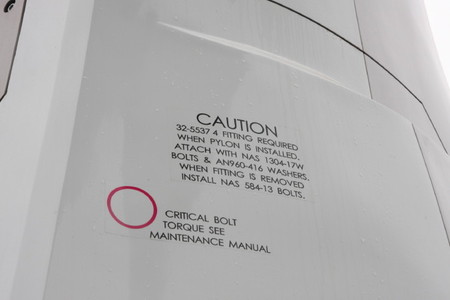 CAUTION
32-5537 4 FITTING REQUIRED
WHEN PYLON IS INSTALLED.
ATTACH WITH NAS 1304-17W
BOLTS & AN960-416 WASHERS.
WHEN FITTING IS REMOVED
INSTALL NAS 584-13 BOLTS.
CRITICAL BOLT
TORQUE SEE
MAINTENANCE MANUAL